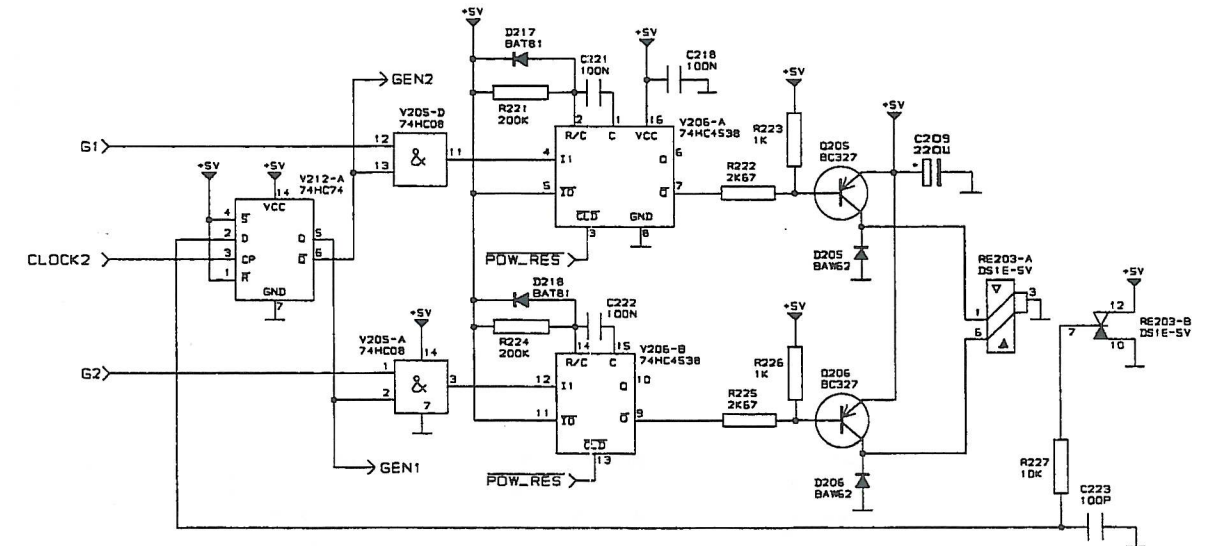 +5V
D217
BAT81
R221
200K
C221
100N
+5V
C218
100N
GEN2
V205-D
74HC08
G1
12
13
&
11
2
R/C
1
C
16
VCC
V206-A
74HC4538
4
I1
5
I0
CLD
3
GND
8
Q
6
Q
7
POW_RES
+5V
R223
1K
R222
2K67
Q205
BC327
+5V
+
C209
220U
D205
BAW62
+5V
+5V
V212-A
74HC74
14
VCC
4
S
2
D
3
CP
1
R
Q
5
Q
6
GND
7
CLOCK2
RE203-A
DS1E-5V
1
6
3
+5V
12
7
10
RE203-B
DS1E-5V
D218
BAT81
R224
200K
C222
100N
+5V
V205-A
74HC08
14
G2
1
2
&
3
7
GEN1
14
R/C
15
C
V206-B
74HC4538
12
I1
11
I0
CLD
13
Q
10
Q
9
POW_RES
+5V
R226
1K
R225
2K67
Q206
BC327
D206
BAW62
R227
10K
C223
100P